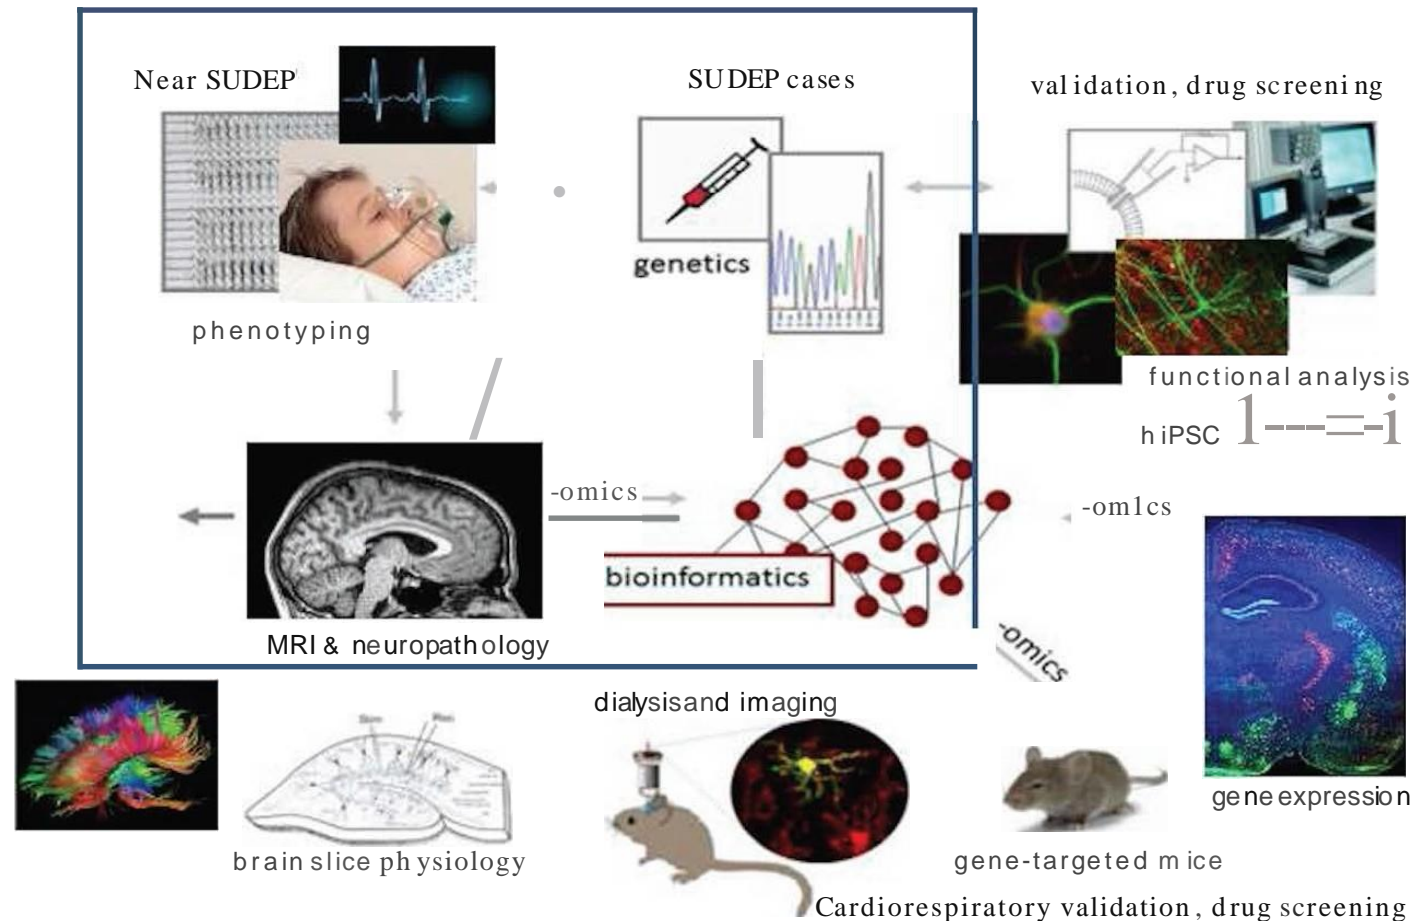 Near SUDEP
SUDEP cases
validation, drug screening
genetics
phenotyping
functional analysis
hiPSC 1---=-i
-omics
-om1cs
bioinformatics
MRI & neuropathology
-omics
dialysisand imaging
gene expression
brain slice physiology
gene-targeted mice
Cardiorespiratory validation, drug screening